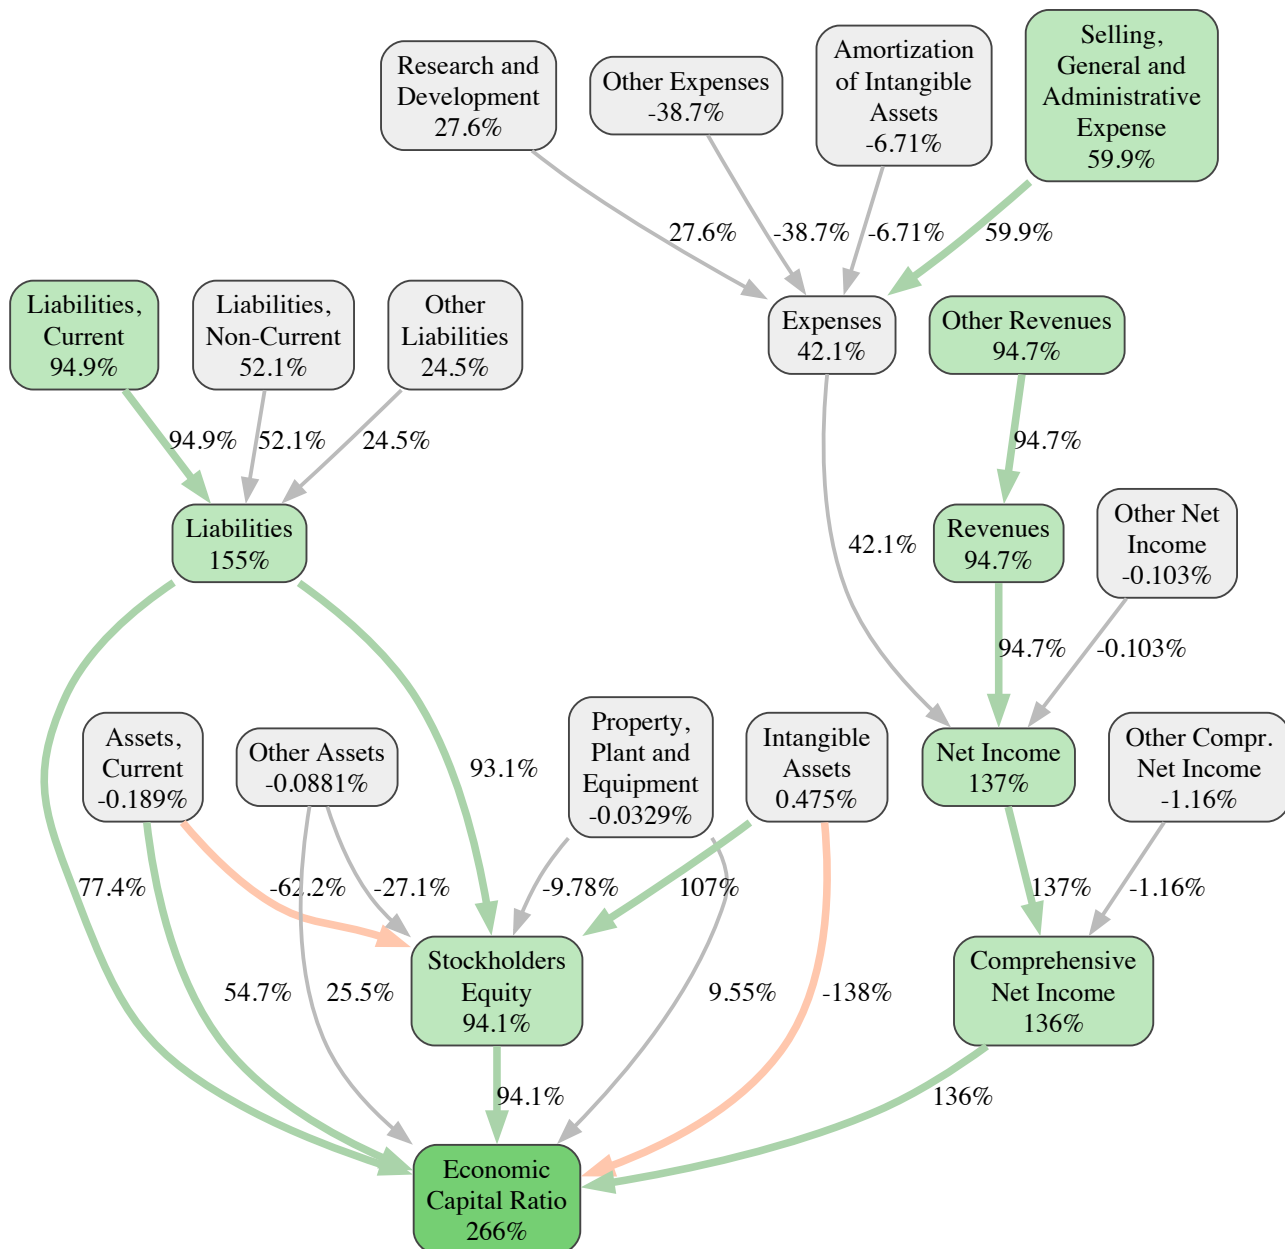 Research and
Development
27.6%
Other Expenses
-38.7%
Amortization
of Intangible
Assets
-6.71%
Selling,
General and
Administrative
Expense
59.9%
27.6%
-38.7%
-6.71%
59.9%
Liabilities,
Current
94.9%
Liabilities,
Non-Current
52.1%
Other
Liabilities
24.5%
Expenses
42.1%
Other Revenues
94.7%
94.9%
52.1%
24.5%
94.7%
Liabilities
155%
42.1%
Revenues
94.7%
Other Net
Income
-0.103%
94.7%
-0.103%
Assets,
Current
-0.189%
Other Assets
-0.0881%
93.1%
Property,
Plant and
Equipment
-0.0329%
Intangible
Assets
0.475%
Net Income
137%
Other Compr.
Net Income
-1.16%
77.4%
-62.2%
-27.1%
-9.78%
107%
137%
-1.16%
54.7%
25.5%
Stockholders
Equity
94.1%
9.55%
-138%
Comprehensive
Net Income
136%
94.1%
136%
Economic
Capital Ratio
266%